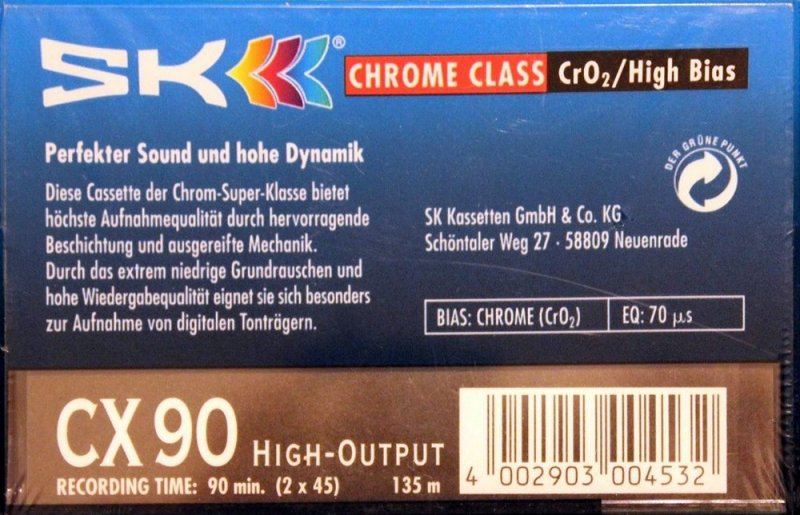 SK®
CHROME CLASS CrO₂/High Bias
DER GRÜNE PUNKT
Perfekter Sound und hohe Dynamik
Diese Cassette der Chrom-Super-Klasse bietet
höchste Aufnahmequalität durch hervorragende
Beschichtung und ausgereifte Mechanik.
Durch das extrem niedrige Grundrauschen und
hohe Wiedergabequalität eignet sie sich besonders
zur Aufnahme von digitalen Tonträgern.
SK Kassetten GmbH & Co. KG
Schöntaler Weg 27 · 58809 Neuenrade
BIAS: CHROME (CrO₂) EQ: 70 μs
CX 90 HIGH-OUTPUT
RECORDING TIME: 90 min. (2 x 45) 135 m
4 002903 004532